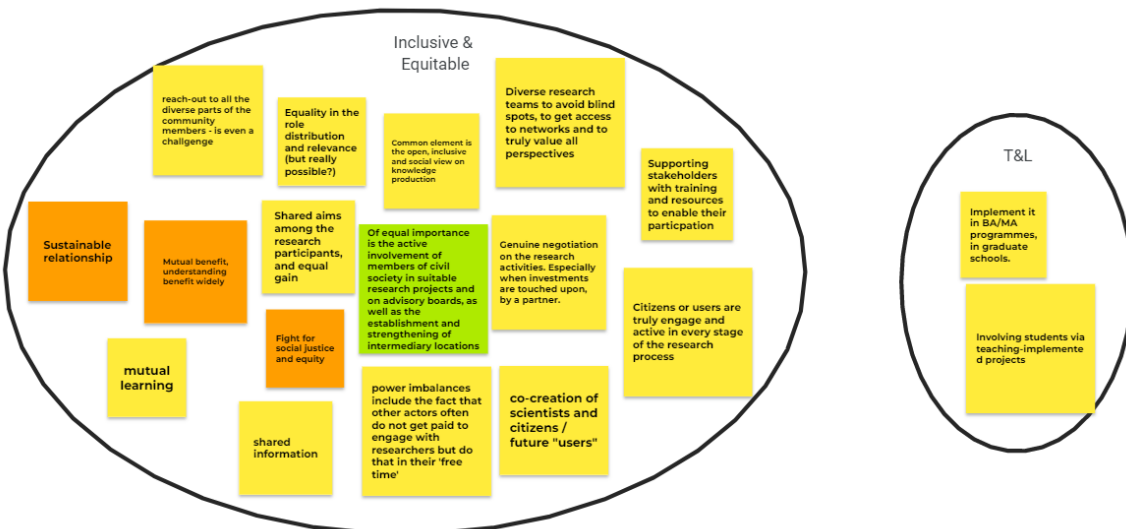 Inclusive &
Equitable
reach-out to all the
diverse parts of the
community
members - is even a
challgenge
Equality in the
role
distribution
and relevance
(but really
possible?)
Common element is
the open, inclusive
and social view on
knowledge
production
Diverse research
teams to avoid blind
spots, to get access
to networks and to
truly value all
perspectives
Supporting
stakeholders
with training
and resources
to enable their
particpation
Sustainable
relationship
Mutual benefit,
understanding
benefit widely
Shared aims
among the
research
participants,
and equal
gain
Of equal importance
is the active
involvement of
members of civil
society in suitable
research projects and
on advisory boards, as
well as the
establishment and
strengthening of
intermediary locations
Genuine negotiation
on the research
activities. Especially
when investments
are touched upon,
by a partner.
Citizens or users are
truly engage and
active in every stage
of the research
process
Fight for
social justice
and equity
mutual
learning
shared
information
power imbalances
include the fact that
other actors often
do not get paid to
engage with
researchers but do
that in their 'free
time'
co-creation of
scientists and
citizens /
future "users"
T&L
Implement it
in BA/MA
programmes,
in graduate
schools.
Involving students via
teaching-implemente
d projects